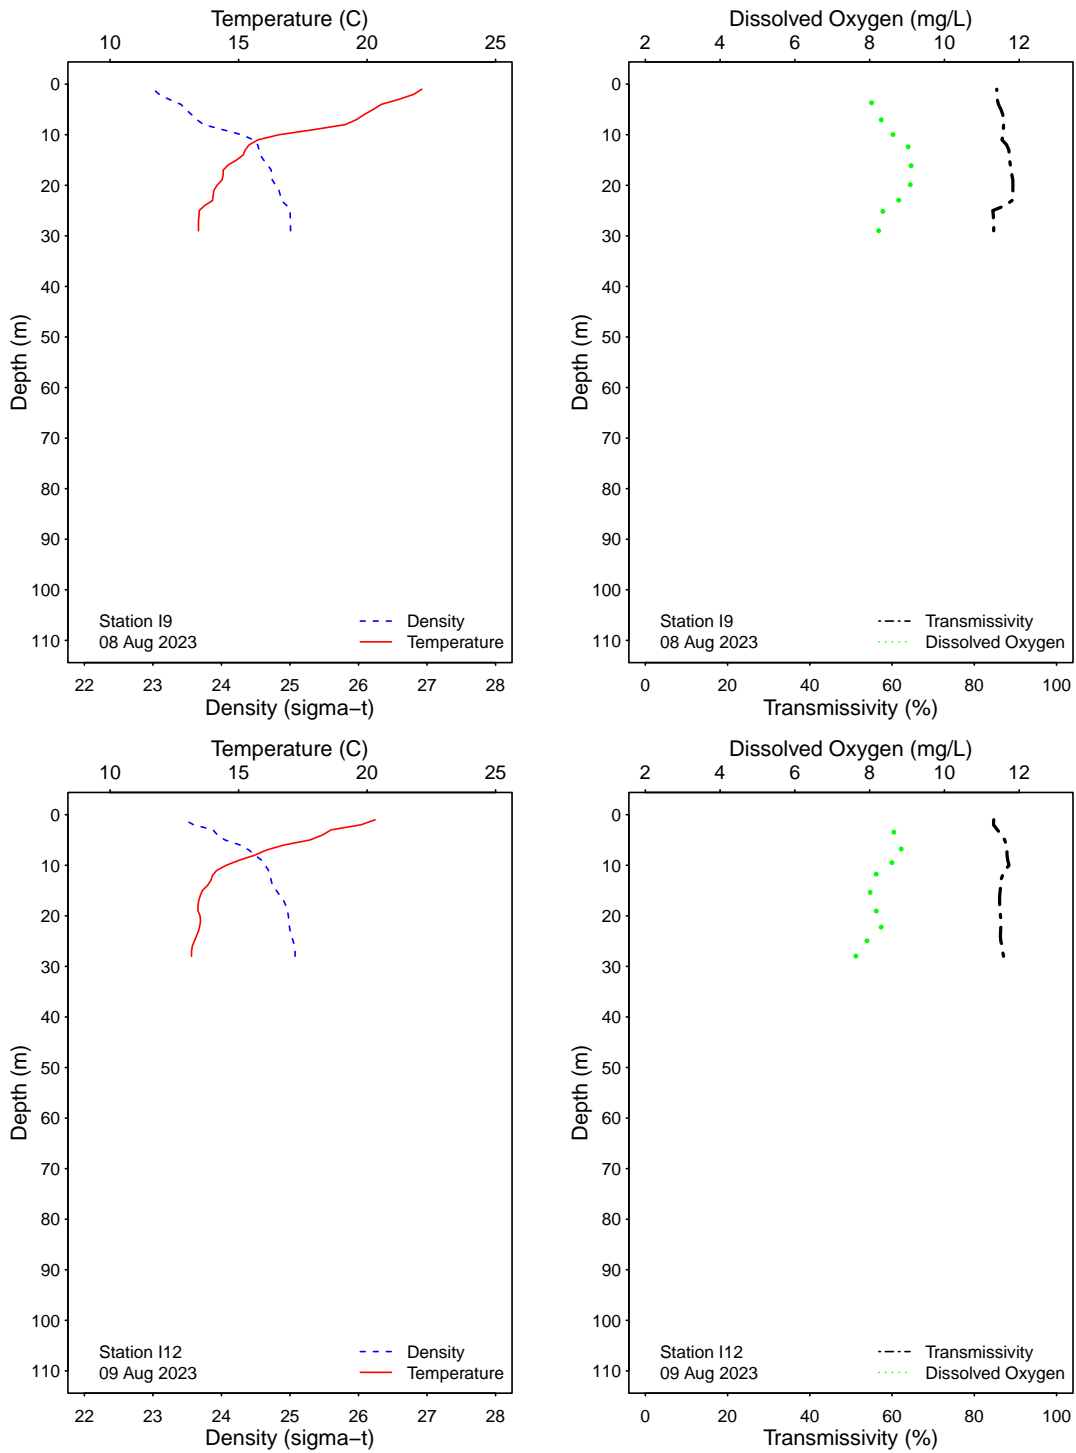 Temperature (C)
10 15 20 25
0
10
20
30
40
50
60
70
80
90
100
110
Depth (m)
Station I9
08 Aug 2023
Density
Temperature
22 23 24 25 26 27 28
Density (sigma−t)
Dissolved Oxygen (mg/L)
2 4 6 8 10 12
0
10
20
30
40
50
60
70
80
90
100
110
Depth (m)
Station I9
08 Aug 2023
Transmissivity
Dissolved Oxygen
0 20 40 60 80 100
Transmissivity (%)
Temperature (C)
10 15 20 25
0
10
20
30
40
50
60
70
80
90
100
110
Depth (m)
Station I12
09 Aug 2023
Density
Temperature
22 23 24 25 26 27 28
Density (sigma−t)
Dissolved Oxygen (mg/L)
2 4 6 8 10 12
0
10
20
30
40
50
60
70
80
90
100
110
Depth (m)
Station I12
09 Aug 2023
Transmissivity
Dissolved Oxygen
0 20 40 60 80 100
Transmissivity (%)